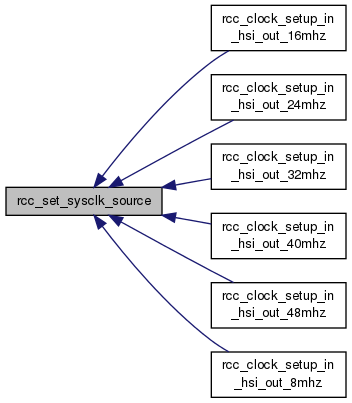 rcc_clock_setup_in
_hsi_out_16mhz
rcc_clock_setup_in
_hsi_out_24mhz
rcc_clock_setup_in
_hsi_out_32mhz
rcc_set_sysclk_source
rcc_clock_setup_in
_hsi_out_40mhz
rcc_clock_setup_in
_hsi_out_48mhz
rcc_clock_setup_in
_hsi_out_8mhz